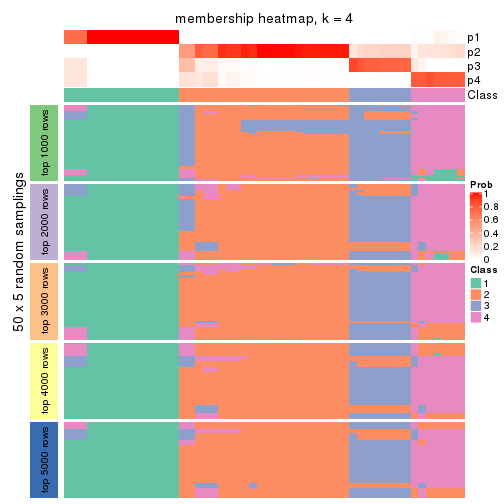 membership heatmap, k = 4
p1
p2
p3
p4
Class
50 x 5 random samplings
top 1000 rows
top 2000 rows
top 3000 rows
top 4000 rows
top 5000 rows
Prob
1
0.8
0.6
0.4
0.2
0
Class
1
2
3
4